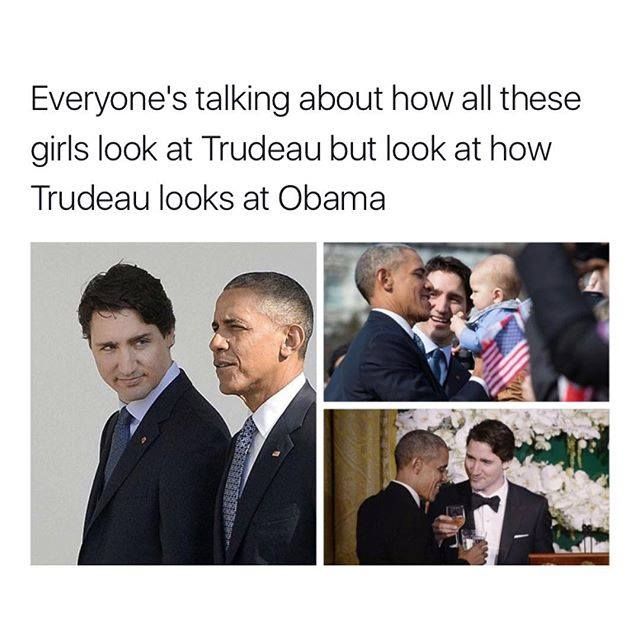 Everyone's talking about how all these
girls look at Trudeau but look at how
Trudeau looks at Obama